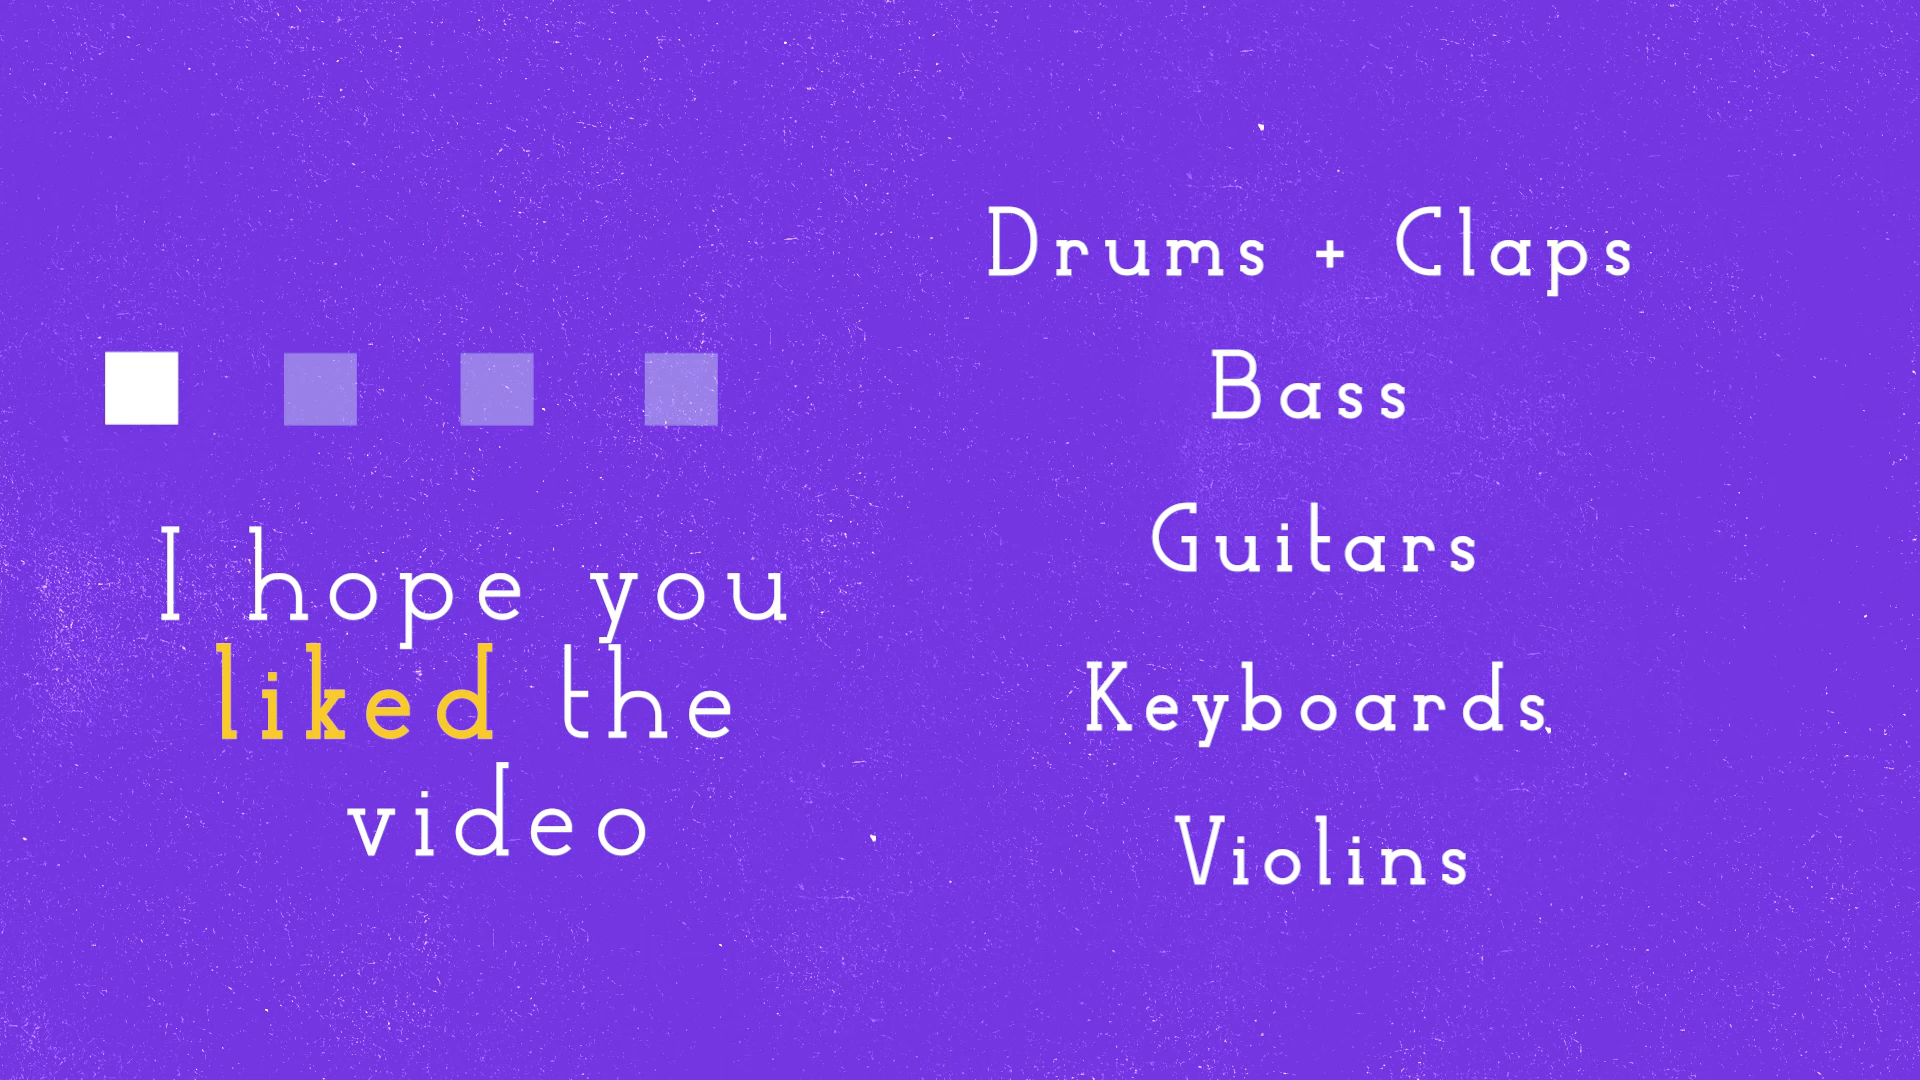 I hope you
liked the
video
Drums + Claps
Bass
Guitars
Keyboards
Violins